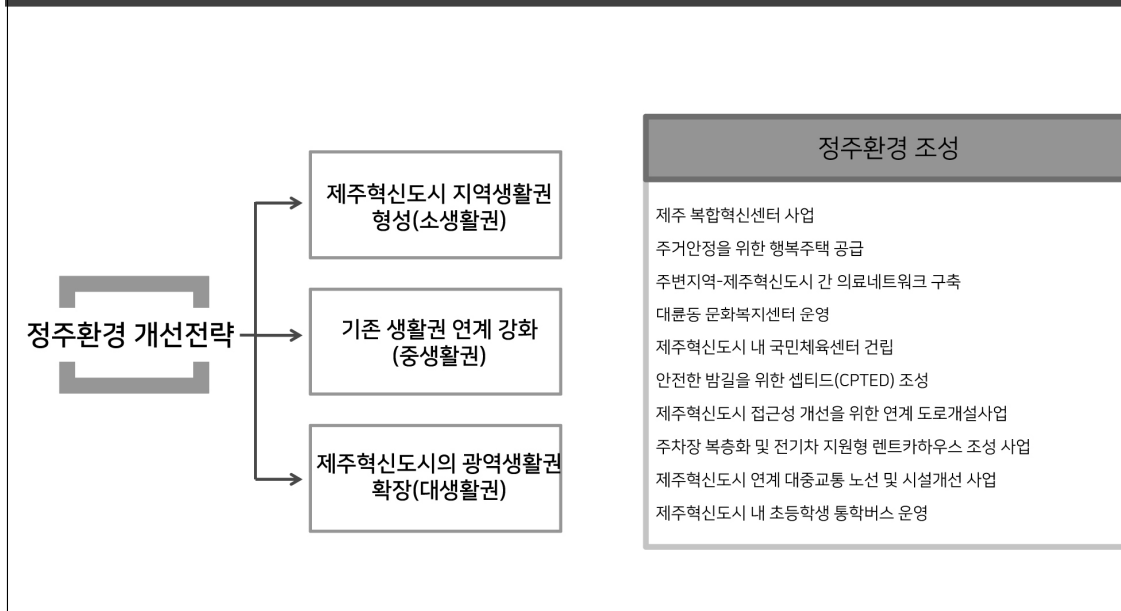 정주환경 개선전략
제주혁신도시 지역생활권
형성(소생활권)
기존 생활권 연계 강화
(중생활권)
제주혁신도시의 광역생활권
확장(대생활권)
정주환경 조성
제주 복합혁신센터 사업
주거안정을 위한 행복주택 공급
주변지역-제주혁신도시 간 의료네트워크 구축
대륜동 문화복지센터 운영
제주혁신도시 내 국민체육센터 건립
안전한 밤길을 위한 셉티드(CPTED) 조성
제주혁신도시 접근성 개선을 위한 연계 도로개설사업
주차장 복층화 및 전기차 지원형 렌트카하우스 조성 사업
제주혁신도시 연계 대중교통 노선 및 시설개선 사업
제주혁신도시 내 초등학생 통학버스 운영